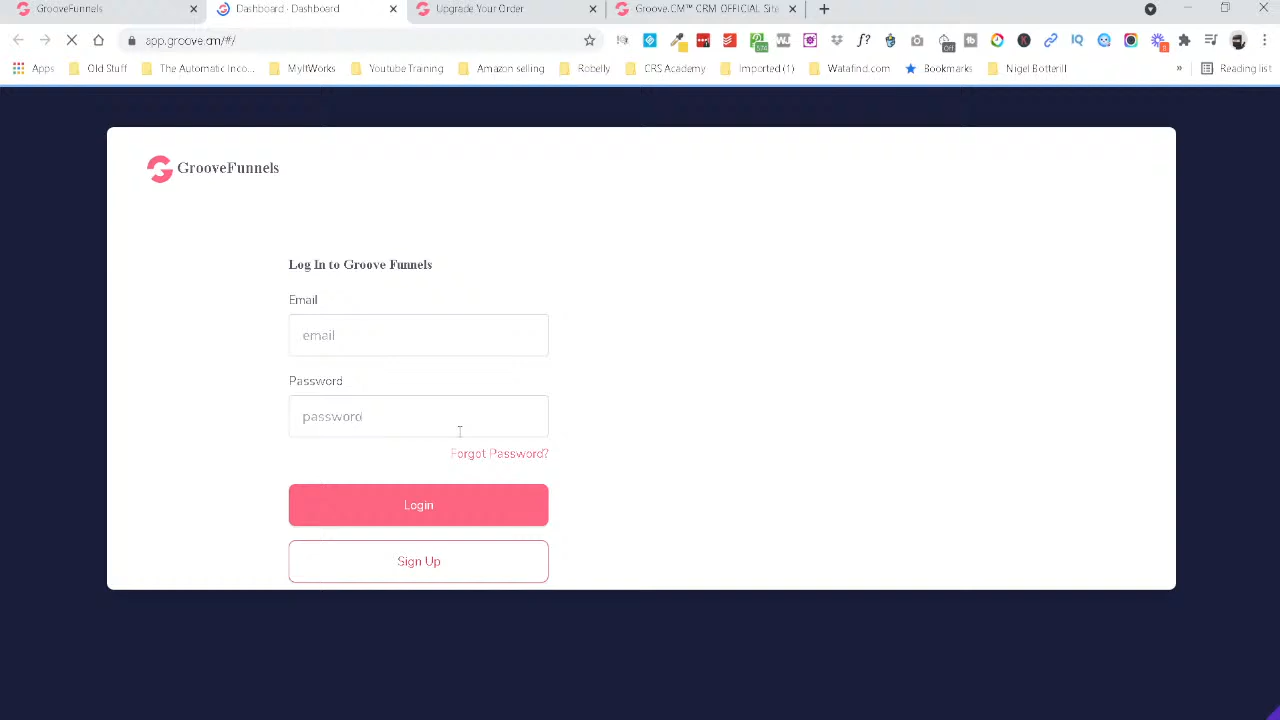 GrooveFunnels
Dashboard · Dashboard
Upgrade Your Order
Groove.CM™ CRM OFFICIAL Site
app.groove.cm/#/
Apps
Old Stuff
The Automatic Inco...
MyItWorks
Youtube Training
Amazon selling
Robelly
CRS Academy
Imported (1)
Watafind.com
Bookmarks
Nigel Botterill
»
Reading list
GrooveFunnels
Log In to Groove Funnels
Email
email
Password
password
Forgot Password?
Login
Sign Up